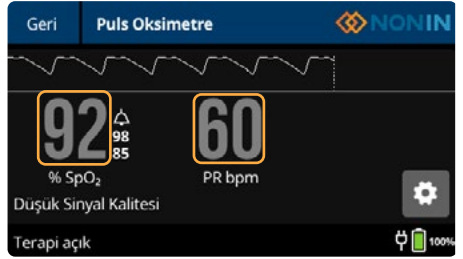 Geri Puls Oksimetre NONIN
92 98 85 60
% SpO₂ PR bpm
Düşük Sinyal Kalitesi
Terapi açık 100%